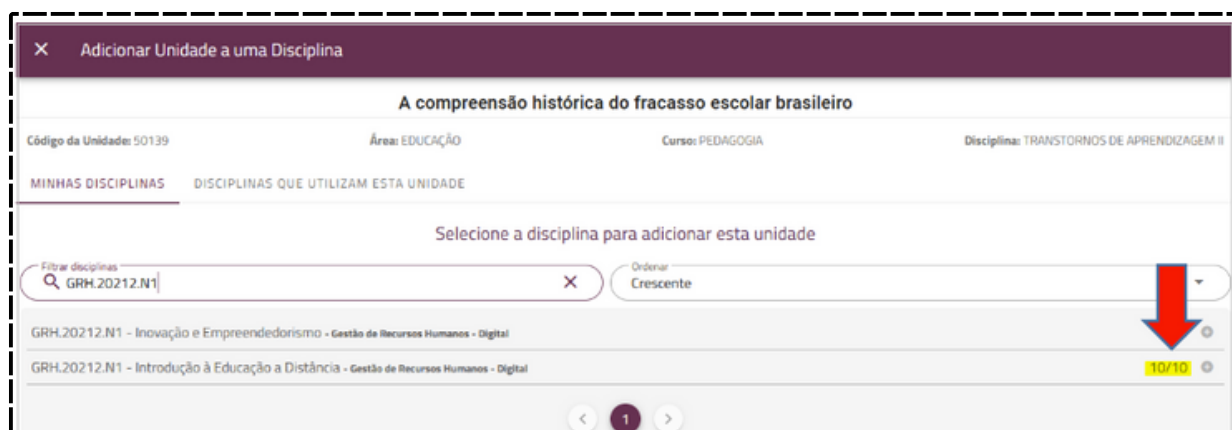 Adicionar Unidade a uma Disciplina
A compreensão histórica do fracasso escolar brasileiro
Código da Unidade: 50139 Área: EDUCAÇÃO Curso: PEDAGOGIA Disciplina: TRANSTORNOS DE APRENDIZAGEM II
MINHAS DISCIPLINAS DISCIPLINAS QUE UTILIZAM ESTA UNIDADE
Selecione a disciplina para adicionar esta unidade
Filtrar disciplinas Ordenar
GRH.20212.N1 Crescente
GRH.20212.N1 - Inovação e Empreendedorismo - Gestão de Recursos Humanos - Digital
GRH.20212.N1 - Introdução à Educação a Distância - Gestão de Recursos Humanos - Digital 10/10
1